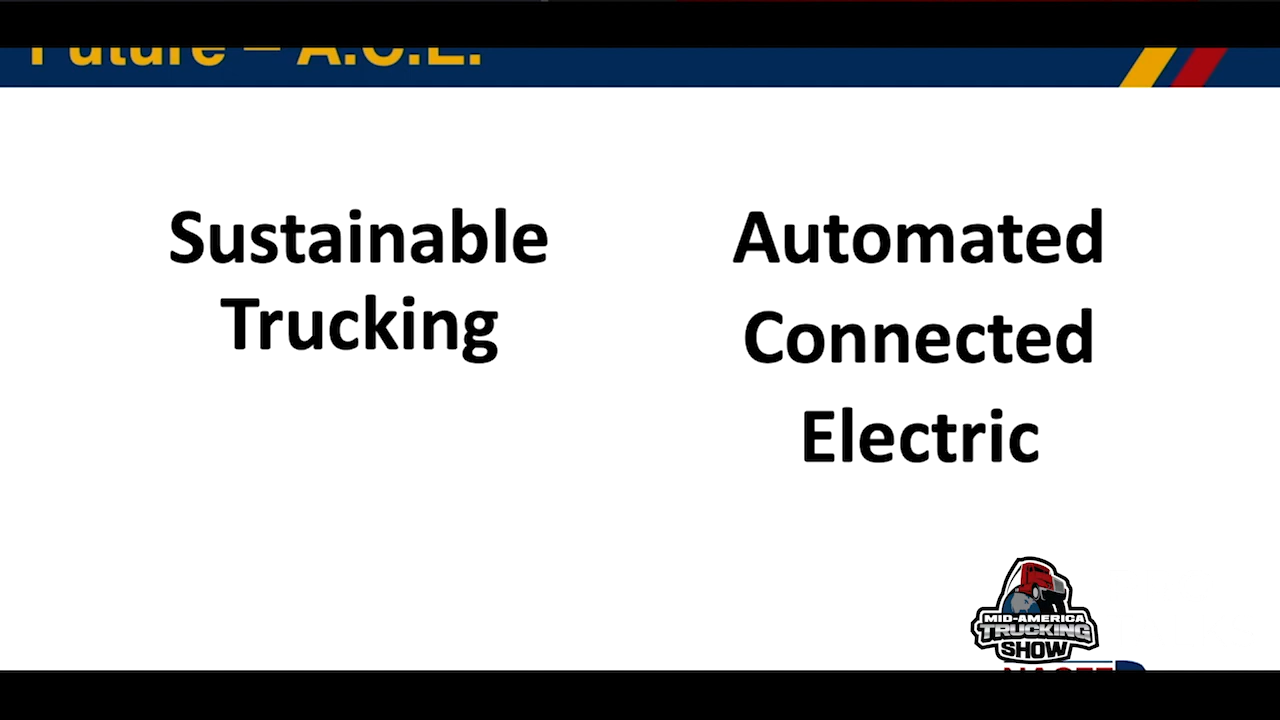 Future – A.C.E.
Sustainable
Trucking
Automated
Connected
Electric
MID-AMERICA
TRUCKING
SHOW